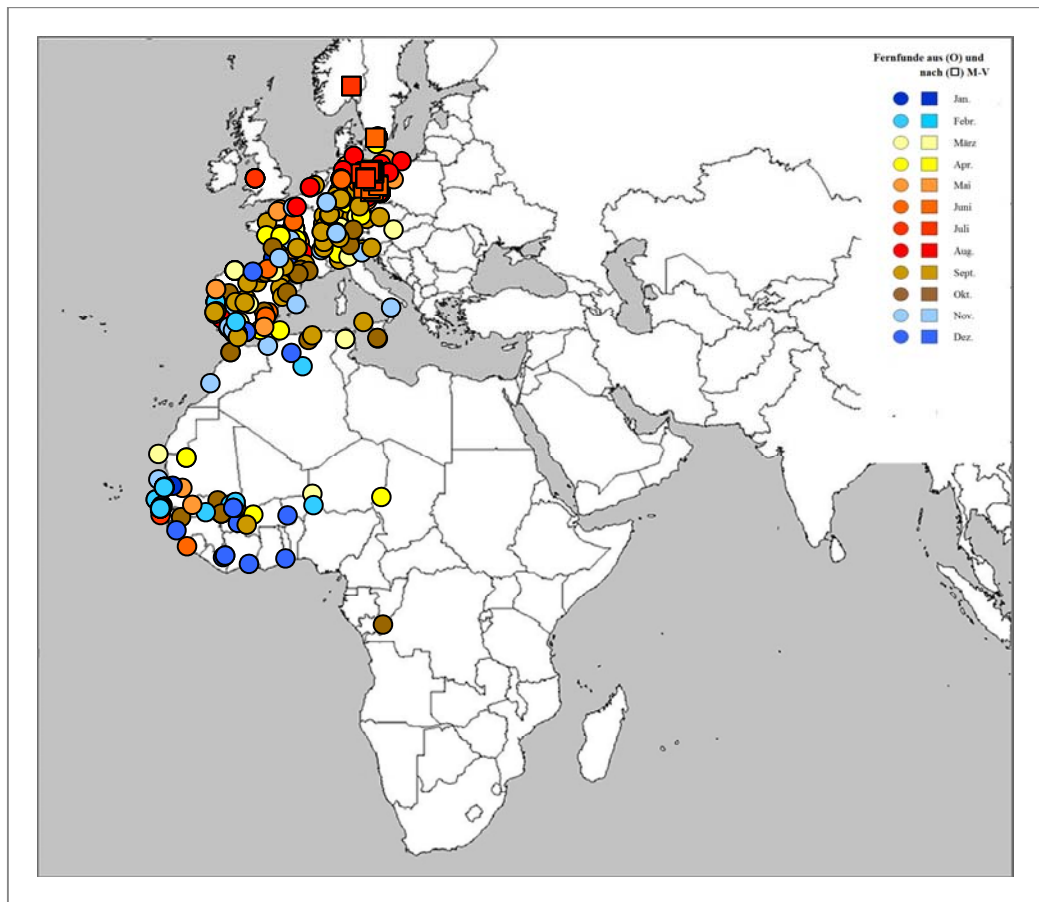 Fernfunde aus (O) und
nach (□) M-V
Jan.
Febr.
März
Apr.
Mai
Juni
Juli
Aug.
Sept.
Okt.
Nov.
Dez.